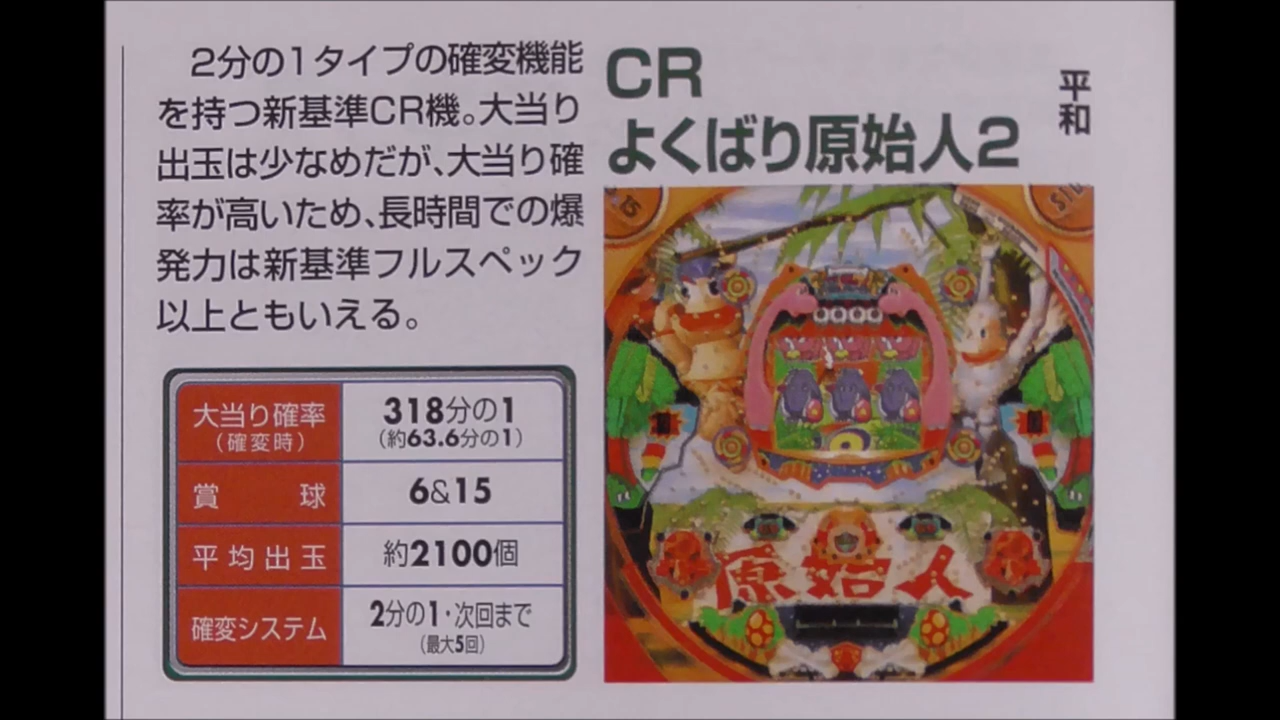 2分の1タイプの確変機能
を持つ新基準CR機。大当り
出玉は少なめだが、大当り確
率が高いため、長時間での爆
発力は新基準フルスペック
以上ともいえる。
CR
よくばり原始人2
平和
大当り確率
(確変時)
318分の1
(約63.6分の1)
賞球
6&15
平均出玉
約2100個
確変システム
2分の1・次回まで
(最大5回)
原始人